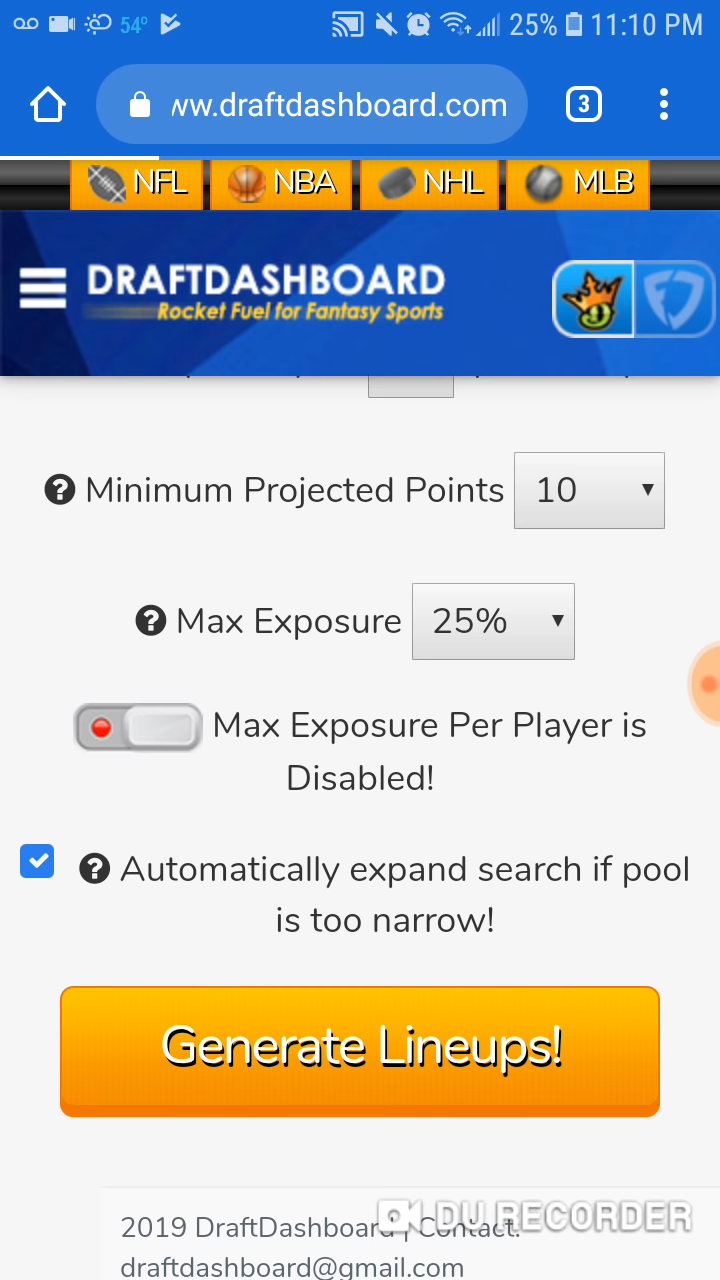 54° 25% 11:10 PM
ww.draftdashboard.com 3
NFL NBA NHL MLB
DRAFTDASHBOARD
Rocket Fuel for Fantasy Sports
? Minimum Projected Points 10
? Max Exposure 25%
Max Exposure Per Player is
Disabled!
? Automatically expand search if pool
is too narrow!
Generate Lineups!
2019 DraftDashboard | Contact:
DU RECORDER
draftdashboard@gmail.com